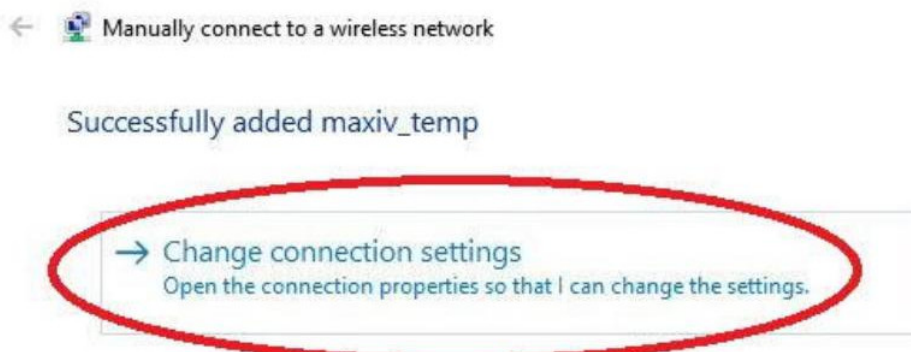 Manually connect to a wireless network
Successfully added maxiv_temp
Change connection settings
Open the connection properties so that I can change the settings.